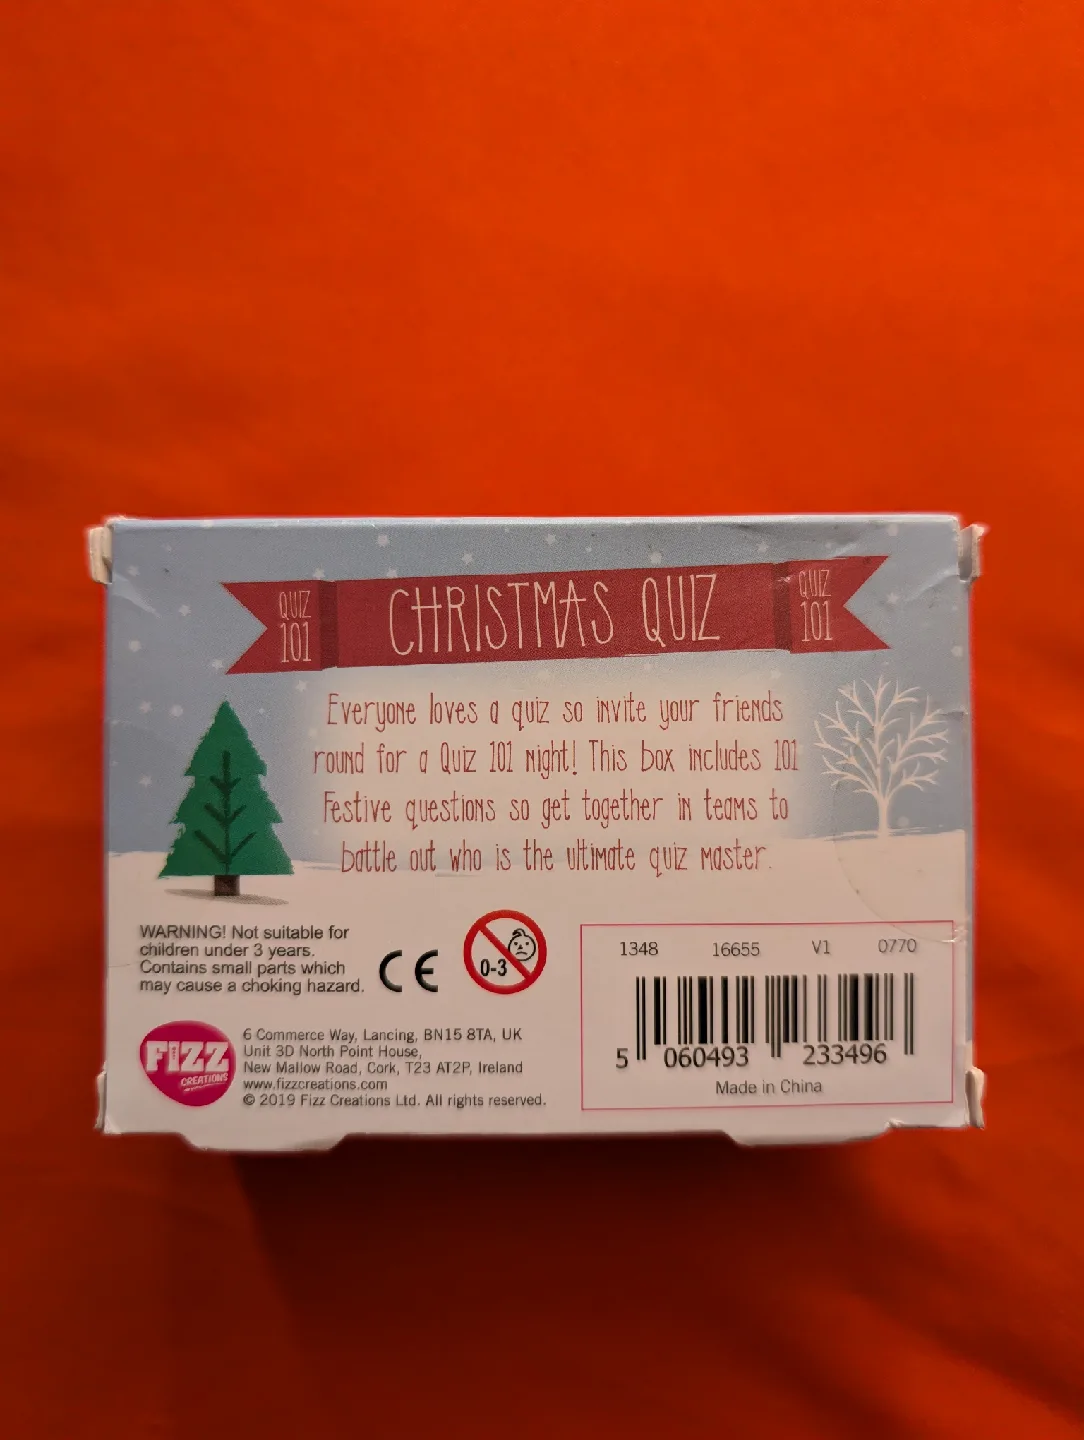 QUIZ 101
CHRISTMAS QUIZ
QUIZ 101
Everyone loves a quiz so invite your friends
round for a Quiz 101 night! This box includes 101
Festive questions so get together in teams to
battle out who is the ultimate quiz master.
WARNING! Not suitable for
children under 3 years.
Contains small parts which
may cause a choking hazard.
CE
0-3
FIZZ
CREATIONS
6 Commerce Way, Lancing, BN15 8TA, UK
Unit 3D North Point House,
New Mallow Road, Cork, T23 AT2P, Ireland
www.fizzcreations.com
© 2019 Fizz Creations Ltd. All rights reserved.
1348 16655 V1 0770
5 060493 233496
Made in China